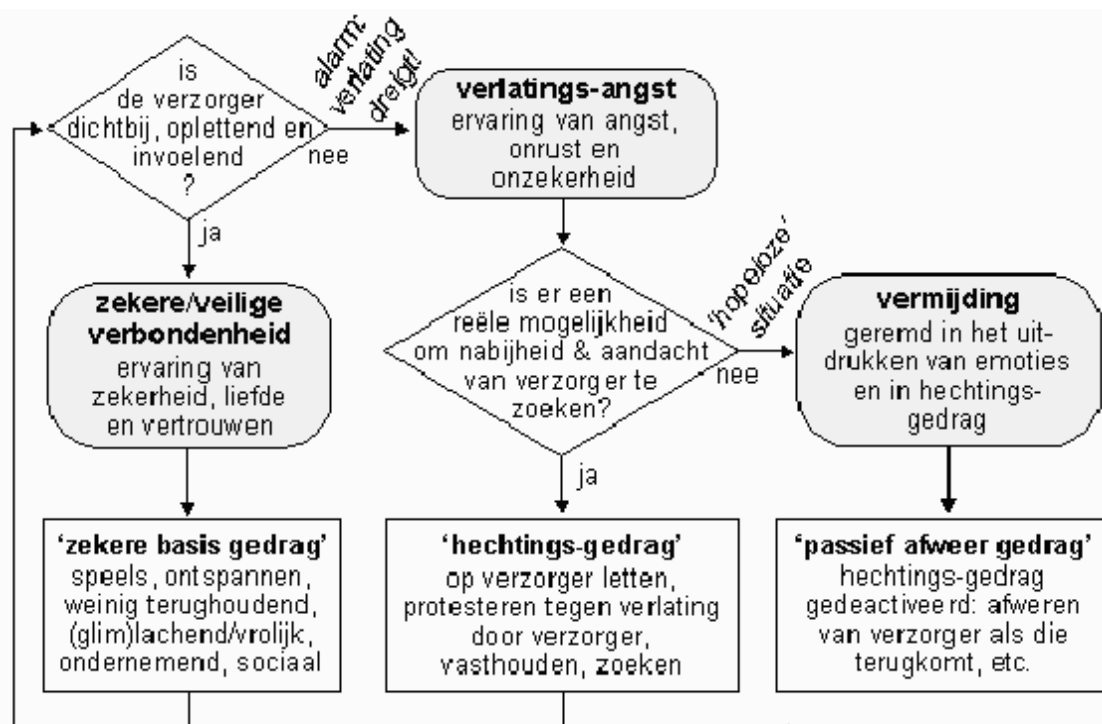 is
de verzorger
dichtbij, oplettend en
invoelend
?
alarm:
verlating
dreigt!
nee
ja
verlatings-angst
ervaring van angst,
onrust en
onzekerheid
zekere/veilige
verbondenheid
ervaring van
zekerheid, liefde
en vertrouwen
is er een
reële mogelijkheid
om nabijheid & aandacht
van verzorger te
zoeken?
‘hopeloze’
situatie
nee
ja
vermijding
geremd in het uit-
drukken van emoties
en in hechtings-
gedrag
‘zekere basis gedrag’
speels, ontspannen,
weinig terughoudend,
(glim)lachend/vrolijk,
ondernemend, sociaal
‘hechtings-gedrag’
op verzorger letten,
protesteren tegen verlating
door verzorger,
vasthouden, zoeken
‘passief afweer gedrag’
hechtings-gedrag
gedeactiveerd: afweren
van verzorger als die
terugkomt, etc.